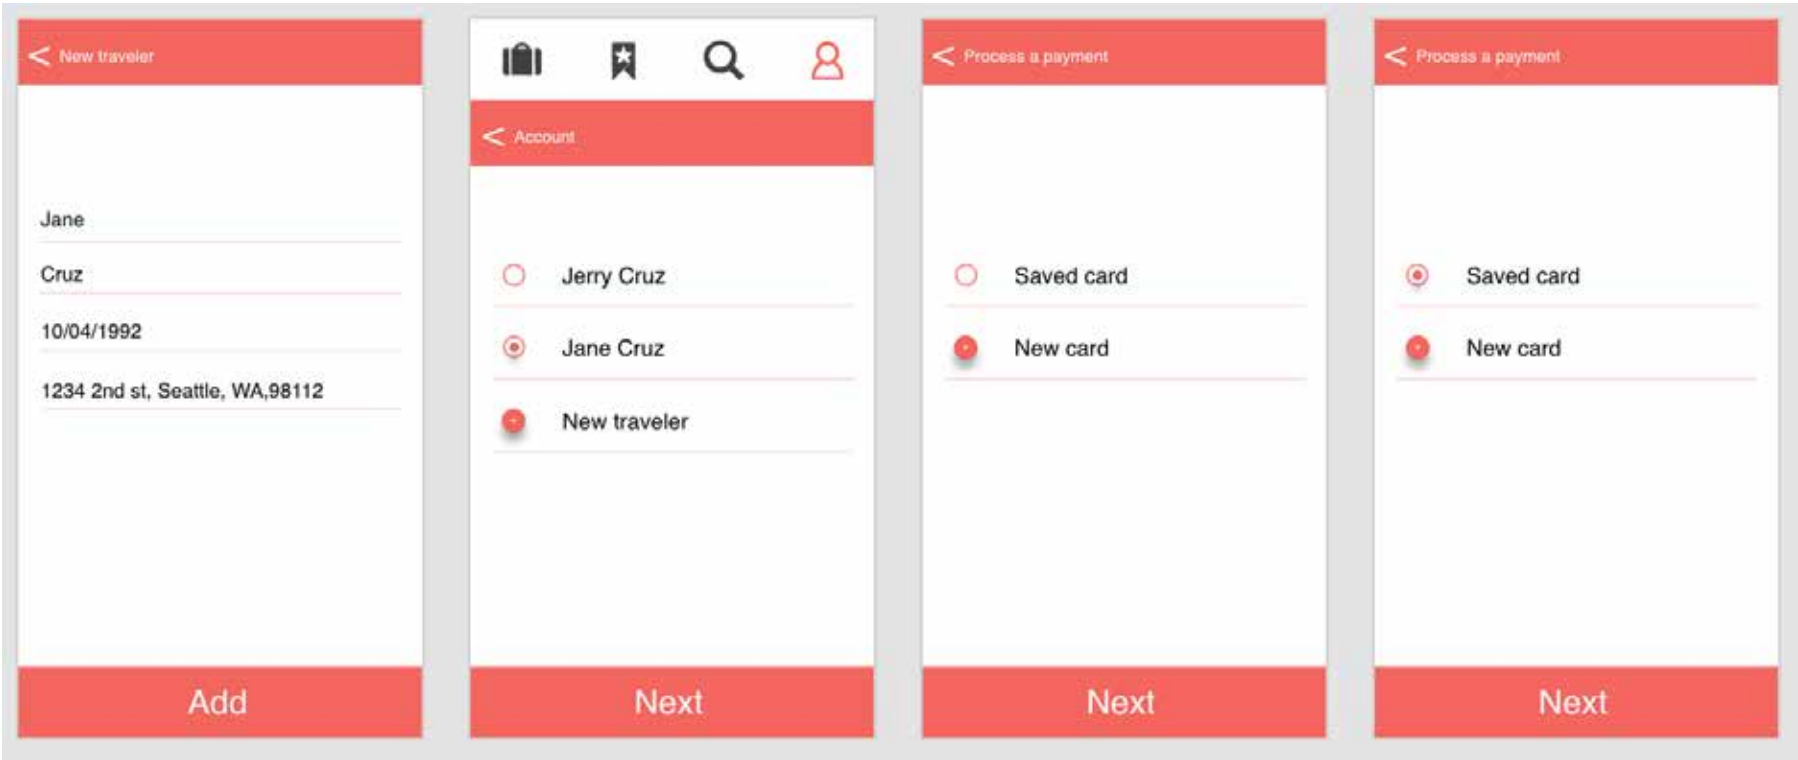 < New traveler
Jane
Cruz
10/04/1992
1234 2nd st, Seattle, WA,98112
Add
< Account
Jerry Cruz
Jane Cruz
+ New traveler
Next
< Process a payment
Saved card
+ New card
Next
< Process a payment
Saved card
+ New card
Next